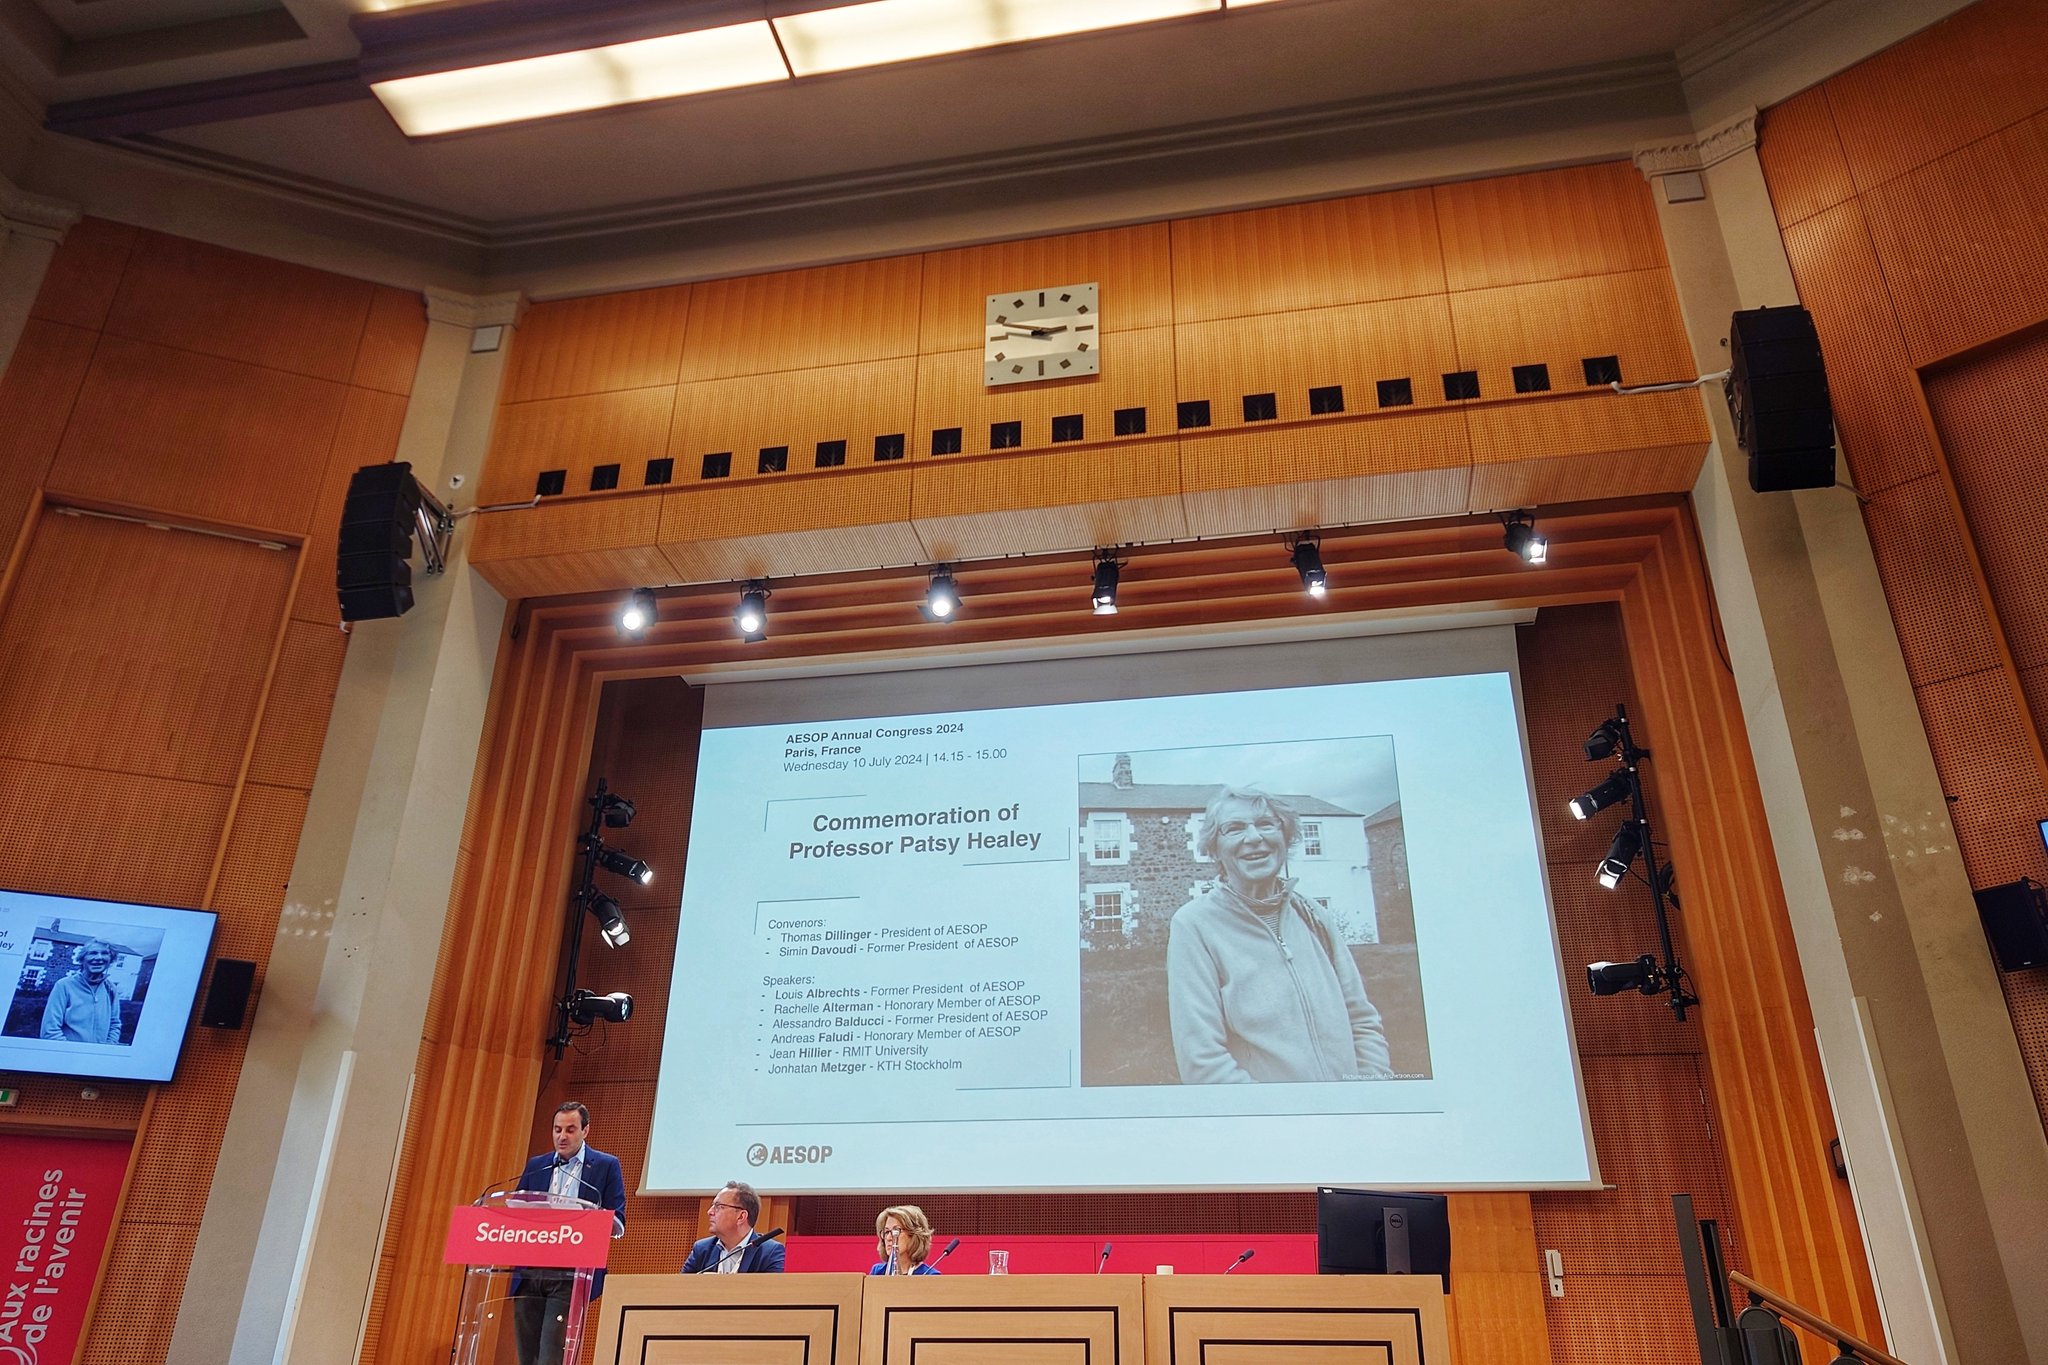 AESOP Annual Congress 2024
Paris, France
Wednesday 10 July 2024 | 14.15 - 15.00
Commemoration of
Professor Patsy Healey
Convenors:
- Thomas Dillinger - President of AESOP
- Simin Davoudi - Former President of AESOP
Speakers:
- Louis Albrechts - Former President of AESOP
- Rachelle Alterman - Honorary Member of AESOP
- Alessandro Balducci - Former President of AESOP
- Andreas Faludi - Honorary Member of AESOP
- Jean Hillier - RMIT University
- Jonhatan Metzger - KTH Stockholm
AESOP
SciencesPo
Aux racines
de l'avenir
DELL